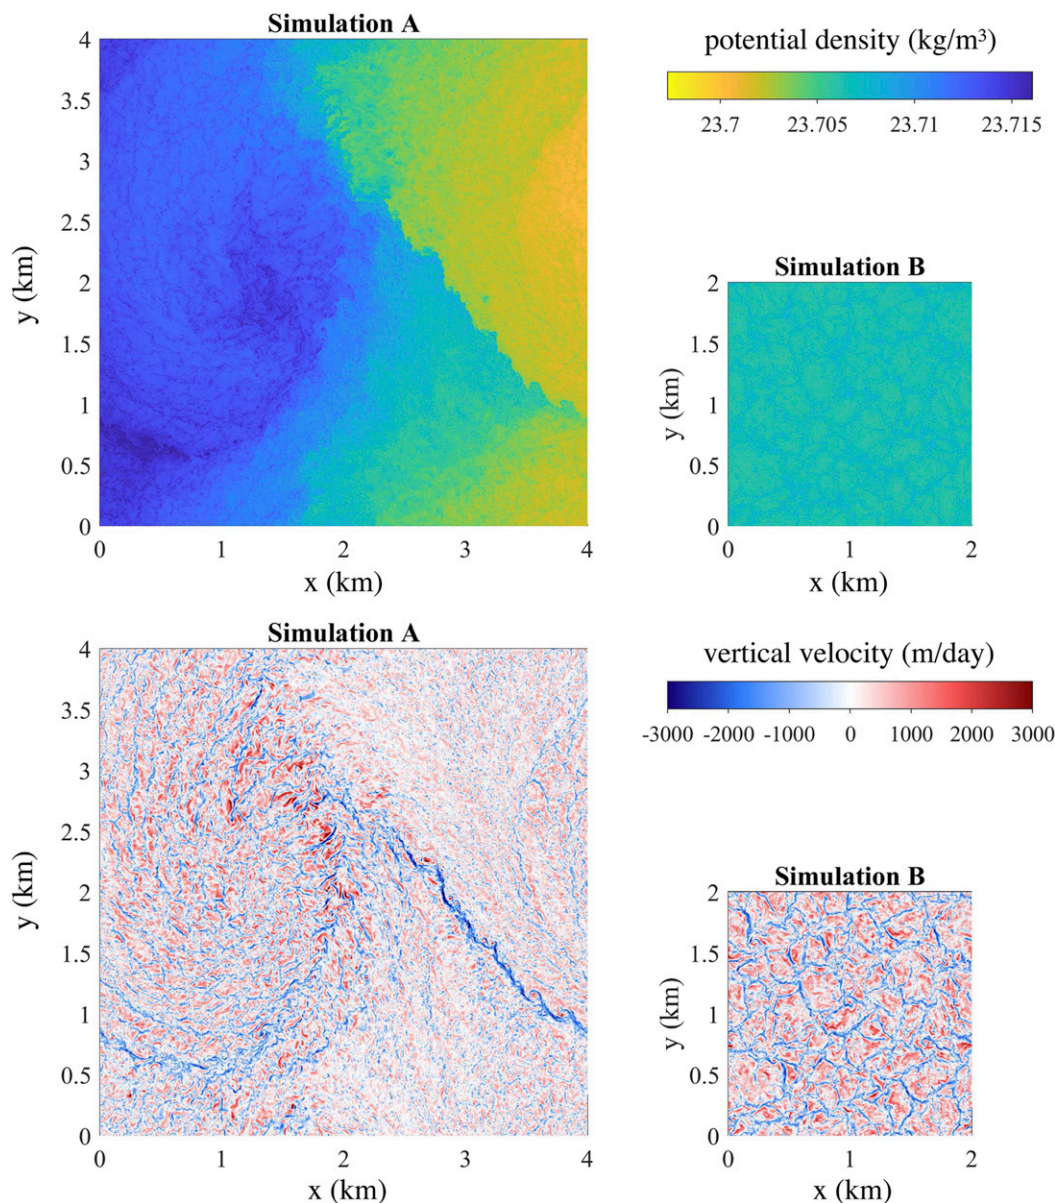 Simulation A
4
3.5
3
2.5
2
1.5
1
0.5
0
y (km)
0 1 2 3 4
x (km)
potential density (kg/m³)
23.7 23.705 23.71 23.715
Simulation B
2
1.5
1
0.5
0
y (km)
0 1 2
x (km)
Simulation A
4
3.5
3
2.5
2
1.5
1
0.5
0
y (km)
0 1 2 3 4
x (km)
vertical velocity (m/day)
-3000 -2000 -1000 0 1000 2000 3000
Simulation B
2
1.5
1
0.5
0
y (km)
0 1 2
x (km)